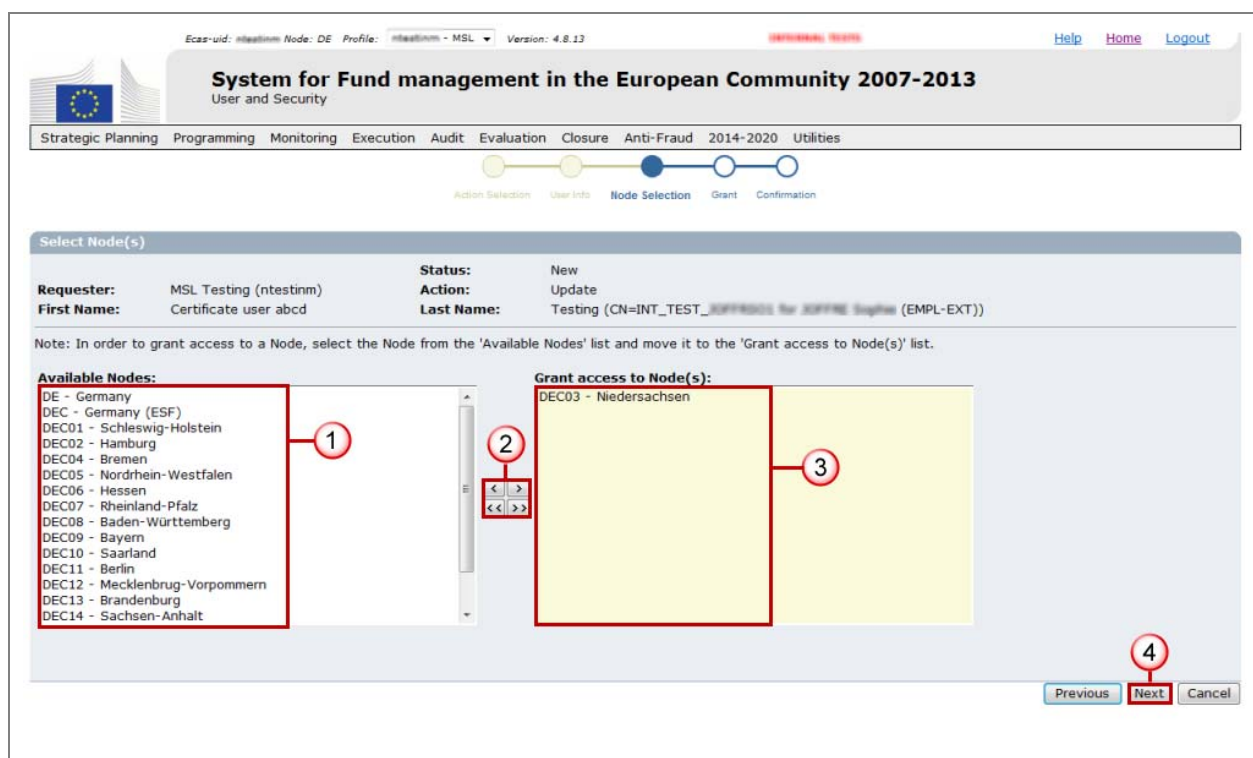 Ecas-uid: Node: DE Profile: - MSL Version: 4.8.13 Help Home Logout
System for Fund management in the European Community 2007-2013
User and Security
Strategic Planning Programming Monitoring Execution Audit Evaluation Closure Anti-Fraud 2014-2020 Utilities
Action Selection User Info Node Selection Grant Confirmation
Select Node(s)
Status: New
Requester: MSL Testing (ntestinm) Action: Update
First Name: Certificate user abcd Last Name: Testing (CN=INT_TEST_ (EMPL-EXT))
Note: In order to grant access to a Node, select the Node from the 'Available Nodes' list and move it to the 'Grant access to Node(s)' list.
Available Nodes:
DE - Germany
DEC - Germany (ESF)
DEC01 - Schleswig-Holstein
DEC02 - Hamburg
DEC04 - Bremen
DEC05 - Nordrhein-Westfalen
DEC06 - Hessen
DEC07 - Rheinland-Pfalz
DEC08 - Baden-Württemberg
DEC09 - Bayern
DEC10 - Saarland
DEC11 - Berlin
DEC12 - Mecklenbrug-Vorpommern
DEC13 - Brandenburg
DEC14 - Sachsen-Anhalt
1
2
< >
<< >>
Grant access to Node(s):
DEC03 - Niedersachsen
3
4
Previous Next Cancel